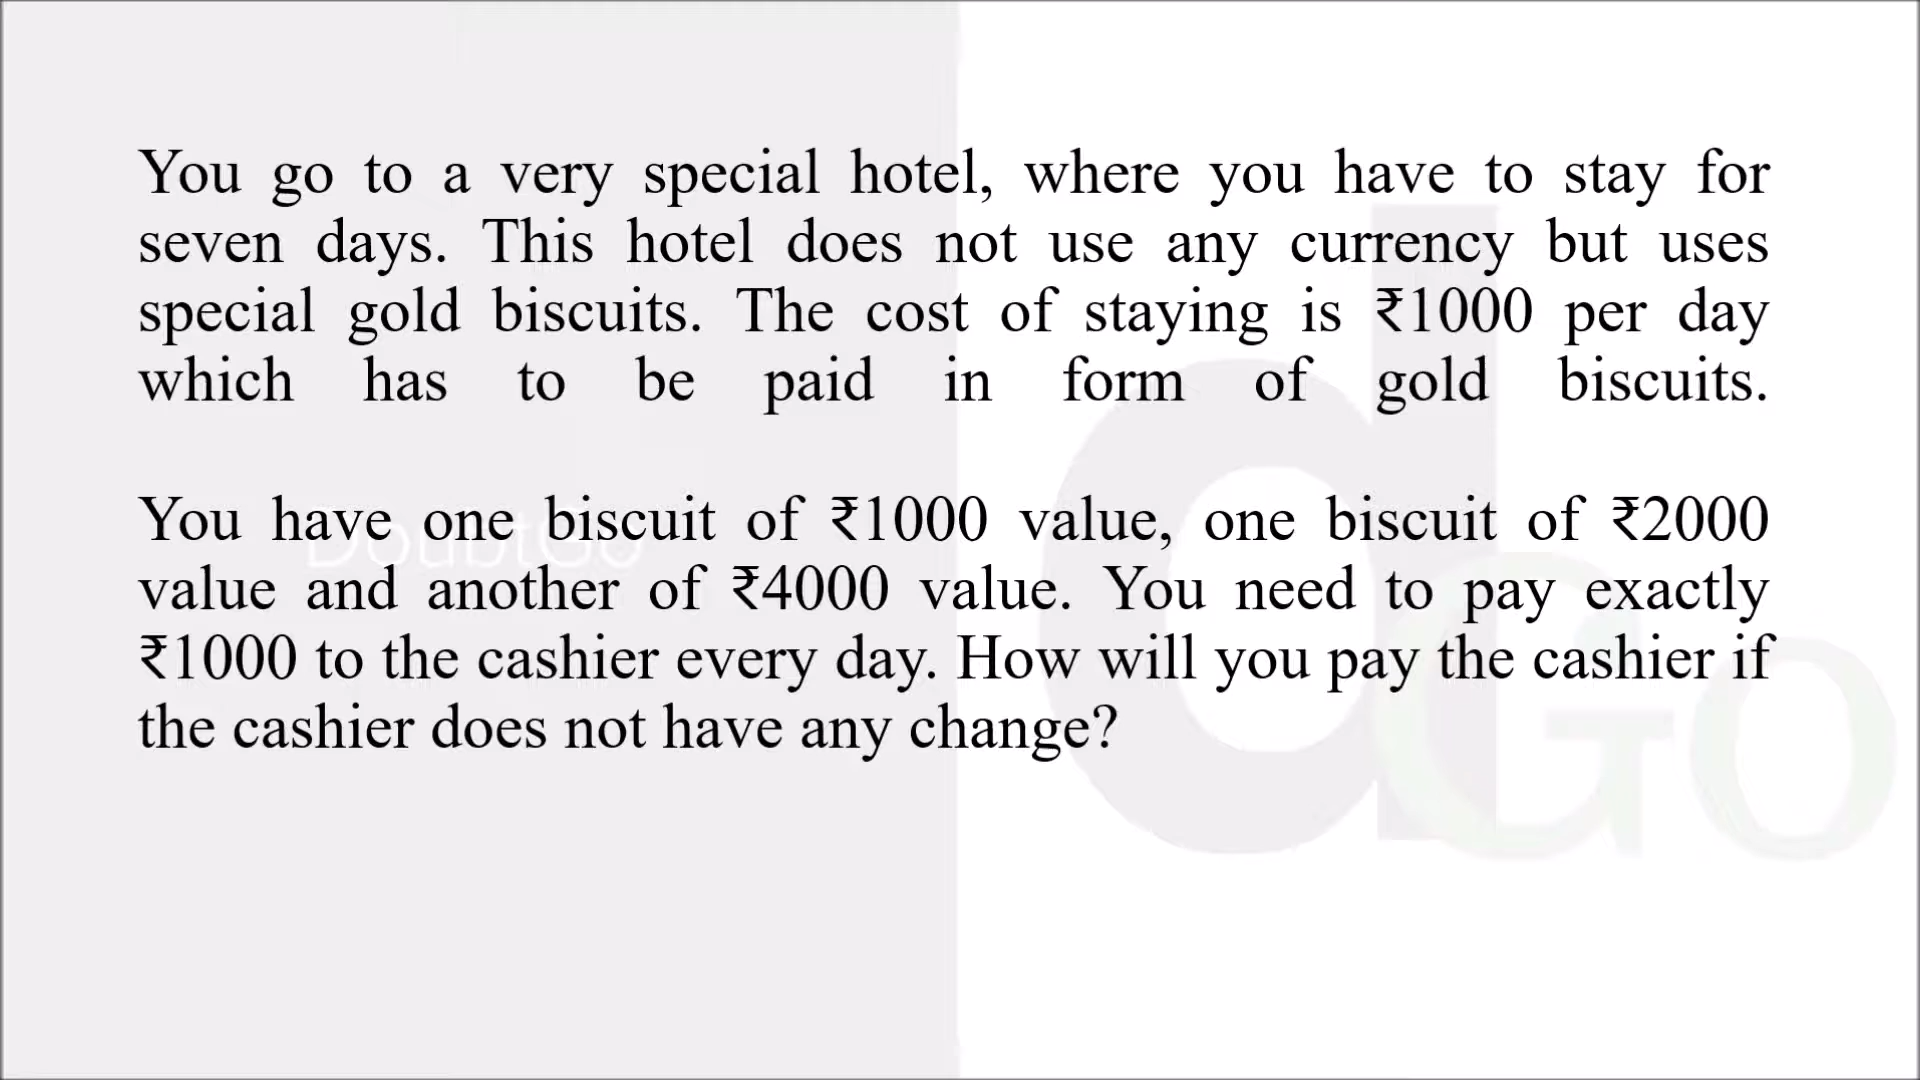 You go to a very special hotel, where you have to stay for
seven days. This hotel does not use any currency but uses
special gold biscuits. The cost of staying is ₹1000 per day
which has to be paid in form of gold biscuits.
You have one biscuit of ₹1000 value, one biscuit of ₹2000
value and another of ₹4000 value. You need to pay exactly
₹1000 to the cashier every day. How will you pay the cashier if
the cashier does not have any change?
DoubtGo
dGo